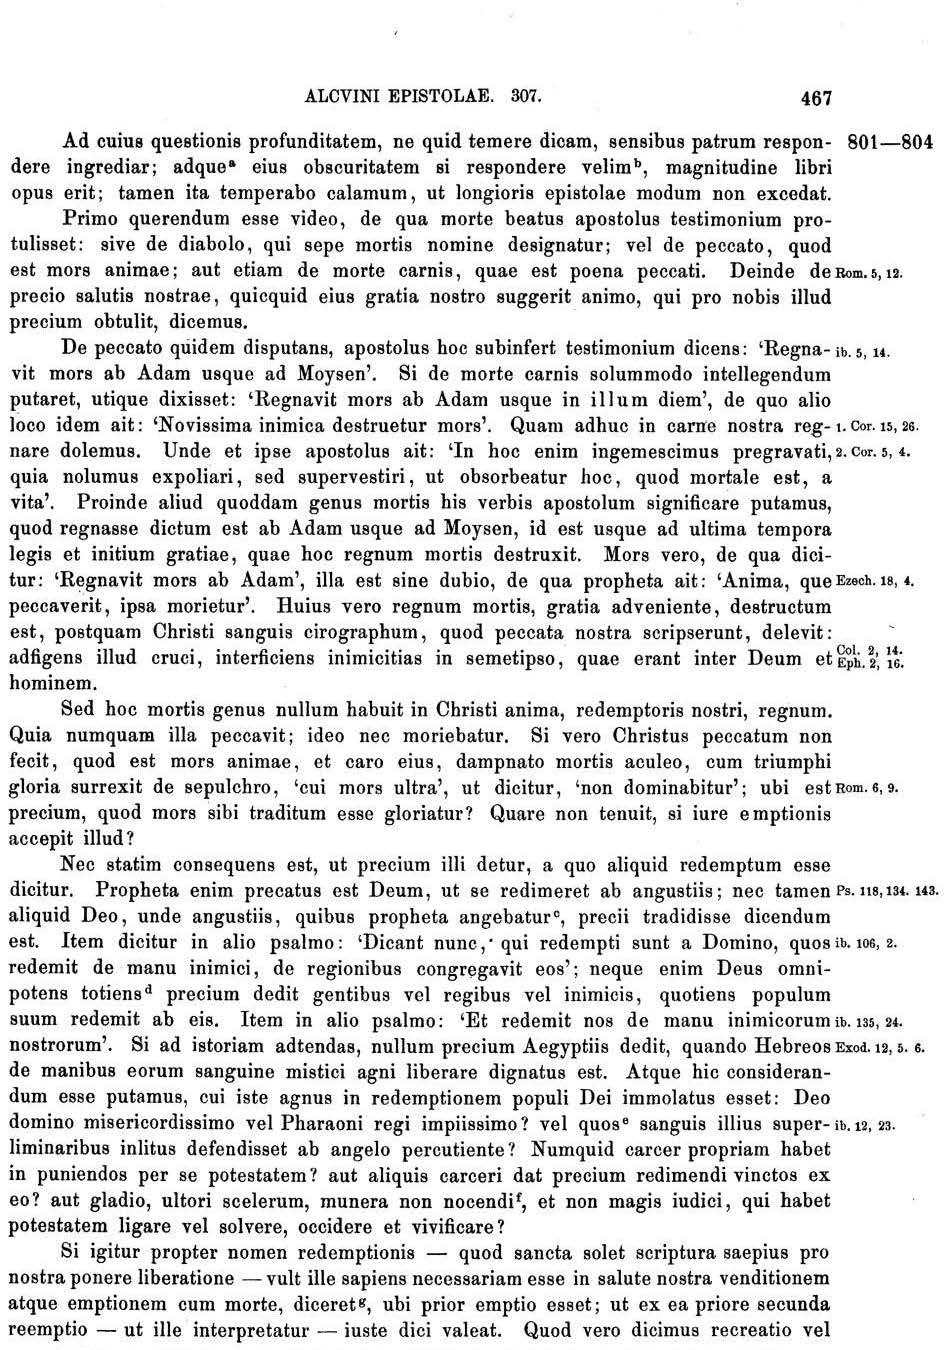 ALCVINI EPISTOLAE. 307. 467
Ad cuius questionis profunditatem, ne quid temere dicam, sensibus patrum respon- 801—804
dere ingrediar; adqueᵃ eius obscuritatem si respondere velimᵇ, magnitudine libri
opus erit; tamen ita temperabo calamum, ut longioris epistolae modum non excedat.
Primo querendum esse video, de qua morte beatus apostolus testimonium pro-
tulisset: sive de diabolo, qui sepe mortis nomine designatur; vel de peccato, quod
est mors animae; aut etiam de morte carnis, quae est poena peccati. Deinde de Rom. 5, 12.
precio salutis nostrae, quicquid eius gratia nostro suggerit animo, qui pro nobis illud
precium obtulit, dicemus.
De peccato quidem disputans, apostolus hoc subinfert testimonium dicens: ‘Regna- ib. 5, 14.
vit mors ab Adam usque ad Moysen’. Si de morte carnis solummodo intellegendum
putaret, utique dixisset: ‘Regnavit mors ab Adam usque in illum diem’, de quo alio
loco idem ait: ‘Novissima inimica destruetur mors’. Quam adhuc in carne nostra reg- 1. Cor. 15, 26.
nare dolemus. Unde et ipse apostolus ait: ‘In hoc enim ingemescimus pregravati, 2. Cor. 5, 4.
quia nolumus expoliari, sed supervestiri, ut obsorbeatur hoc, quod mortale est, a
vita’. Proinde aliud quoddam genus mortis his verbis apostolum significare putamus,
quod regnasse dictum est ab Adam usque ad Moysen, id est usque ad ultima tempora
legis et initium gratiae, quae hoc regnum mortis destruxit. Mors vero, de qua dici-
tur: ‘Regnavit mors ab Adam’, illa est sine dubio, de qua propheta ait: ‘Anima, que Ezech. 18, 4.
peccaverit, ipsa morietur’. Huius vero regnum mortis, gratia adveniente, destructum
est, postquam Christi sanguis cirographum, quod peccata nostra scripserunt, delevit:
adfigens illud cruci, interficiens inimicitias in semetipso, quae erant inter Deum et Col. 2, 14. Eph. 2, 16.
hominem.
Sed hoc mortis genus nullum habuit in Christi anima, redemptoris nostri, regnum.
Quia numquam illa peccavit; ideo nec moriebatur. Si vero Christus peccatum non
fecit, quod est mors animae, et caro eius, dampnato mortis aculeo, cum triumphi
gloria surrexit de sepulchro, ‘cui mors ultra’, ut dicitur, ‘non dominabitur’; ubi est Rom. 6, 9.
precium, quod mors sibi traditum esse gloriatur? Quare non tenuit, si iure emptionis
accepit illud?
Nec statim consequens est, ut precium illi detur, a quo aliquid redemptum esse
dicitur. Propheta enim precatus est Deum, ut se redimeret ab angustiis; nec tamen Ps. 118, 134. 143.
aliquid Deo, unde angustiis, quibus propheta angebaturᶜ, precii tradidisse dicendum
est. Item dicitur in alio psalmo: ‘Dicant nunc, qui redempti sunt a Domino, quos ib. 106, 2.
redemit de manu inimici, de regionibus congregavit eos’; neque enim Deus omni-
potens totiensᵈ precium dedit gentibus vel regibus vel inimicis, quotiens populum
suum redemit ab eis. Item in alio psalmo: ‘Et redemit nos de manu inimicorum ib. 135, 24.
nostrorum’. Si ad istoriam adtendas, nullum precium Aegyptiis dedit, quando Hebreos Exod. 12, 5. 6.
de manibus eorum sanguine mistici agni liberare dignatus est. Atque hic consideran-
dum esse putamus, cui iste agnus in redemptionem populi Dei immolatus esset: Deo
domino misericordissimo vel Pharaoni regi impiissimo? vel quosᵉ sanguis illius super- ib. 12, 23.
liminaribus inlitus defendisset ab angelo percutiente? Numquid carcer propriam habet
in puniendos per se potestatem? aut aliquis carceri dat precium redimendi vinctos ex
eo? aut gladio, ultori scelerum, munera non nocendiᶠ, et non magis iudici, qui habet
potestatem ligare vel solvere, occidere et vivificare?
Si igitur propter nomen redemptionis — quod sancta solet scriptura saepius pro
nostra ponere liberatione — vult ille sapiens necessariam esse in salute nostra venditionem
atque emptionem cum morte, diceretᵍ, ubi prior emptio esset; ut ex ea priore secunda
reemptio — ut ille interpretatur — iuste dici valeat. Quod vero dicimus recreatio vel